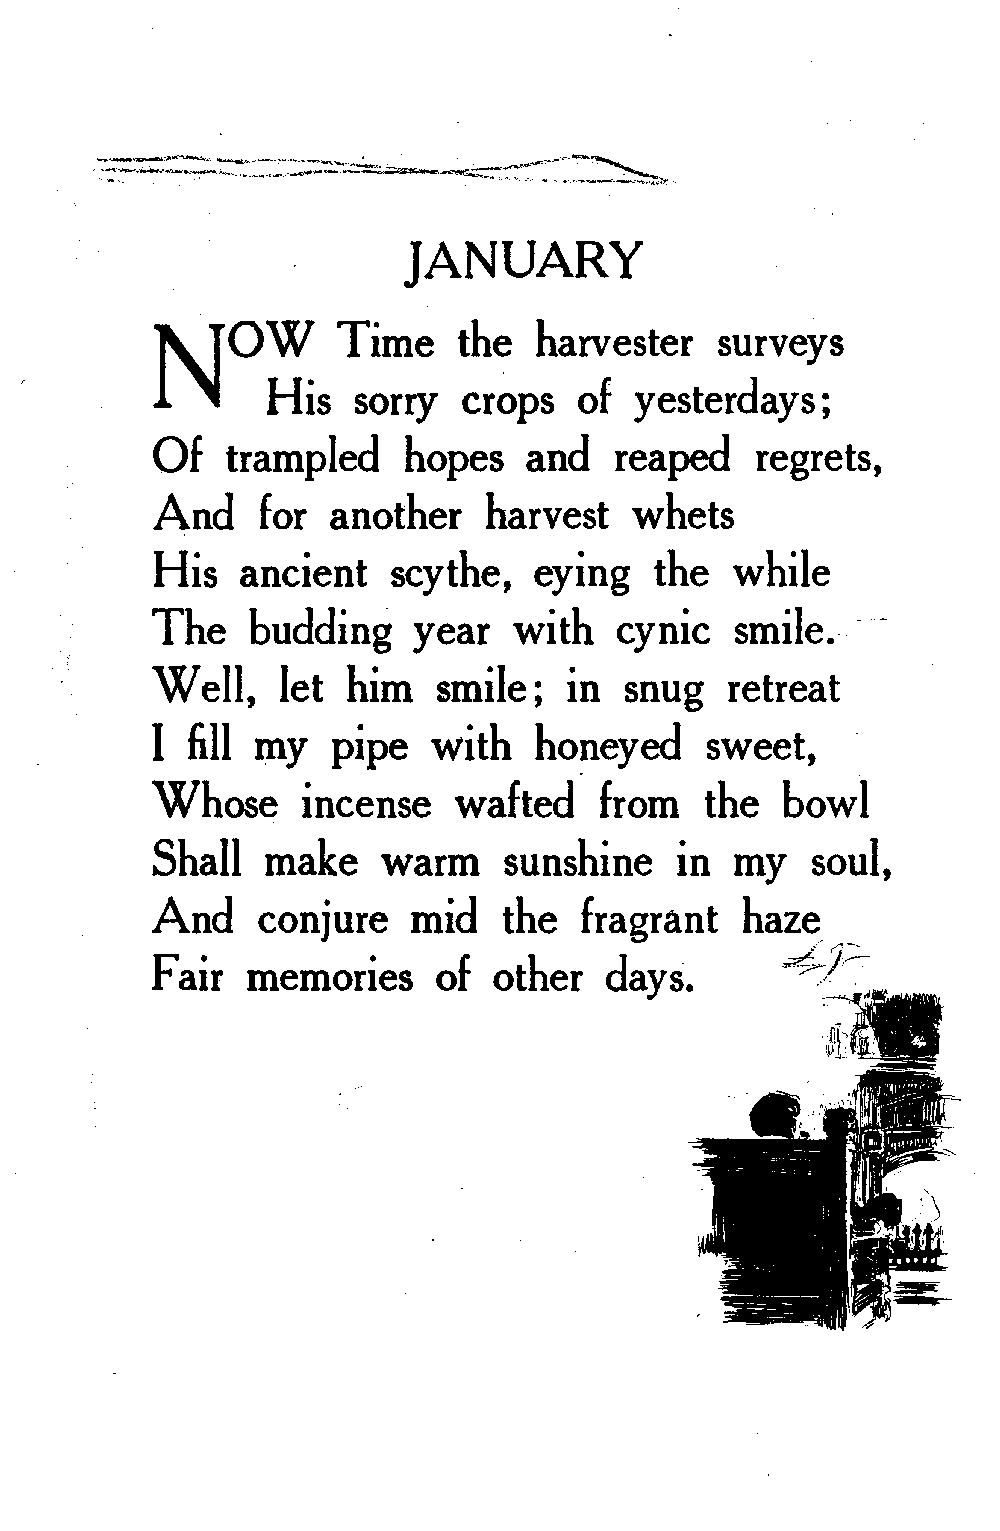 JANUARY
NOW Time the harvester surveys
His sorry crops of yesterdays;
Of trampled hopes and reaped regrets,
And for another harvest whets
His ancient scythe, eying the while
The budding year with cynic smile.
Well, let him smile; in snug retreat
I fill my pipe with honeyed sweet,
Whose incense wafted from the bowl
Shall make warm sunshine in my soul,
And conjure mid the fragrant haze
Fair memories of other days.